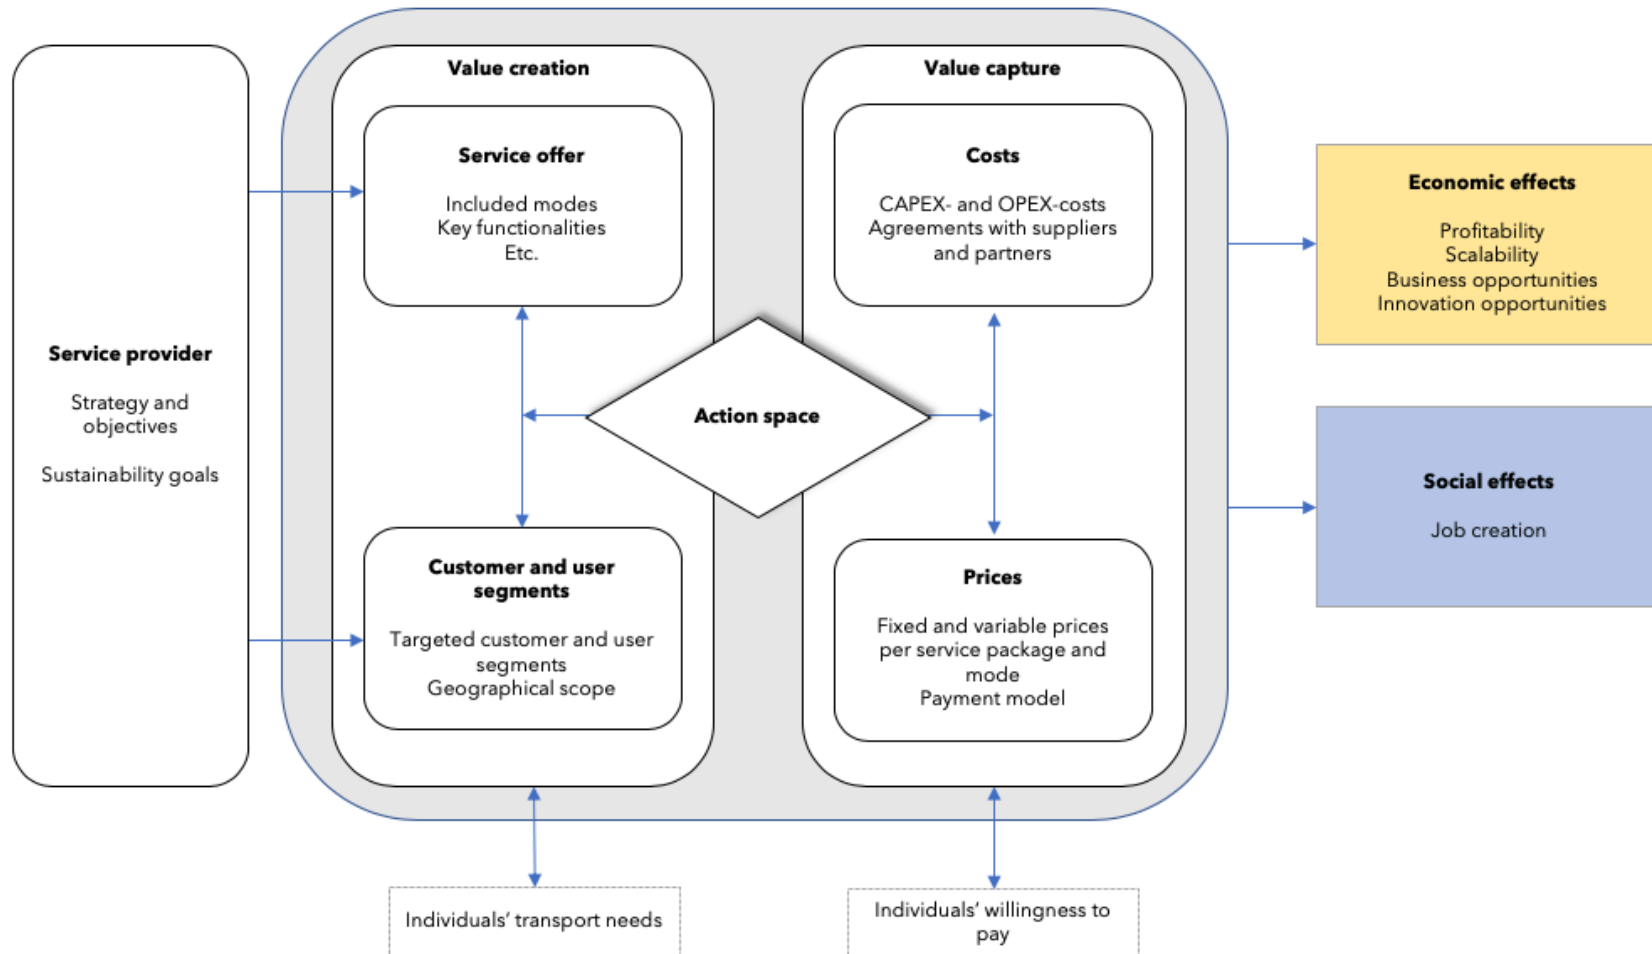 Service provider
Strategy and
objectives
Sustainability goals
Value creation
Service offer
Included modes
Key functionalities
Etc.
Customer and user
segments
Targeted customer and user
segments
Geographical scope
Action space
Value capture
Costs
CAPEX- and OPEX-costs
Agreements with suppliers
and partners
Prices
Fixed and variable prices
per service package and
mode
Payment model
Economic effects
Profitability
Scalability
Business opportunities
Innovation opportunities
Social effects
Job creation
Individuals’ transport needs
Individuals’ willingness to
pay